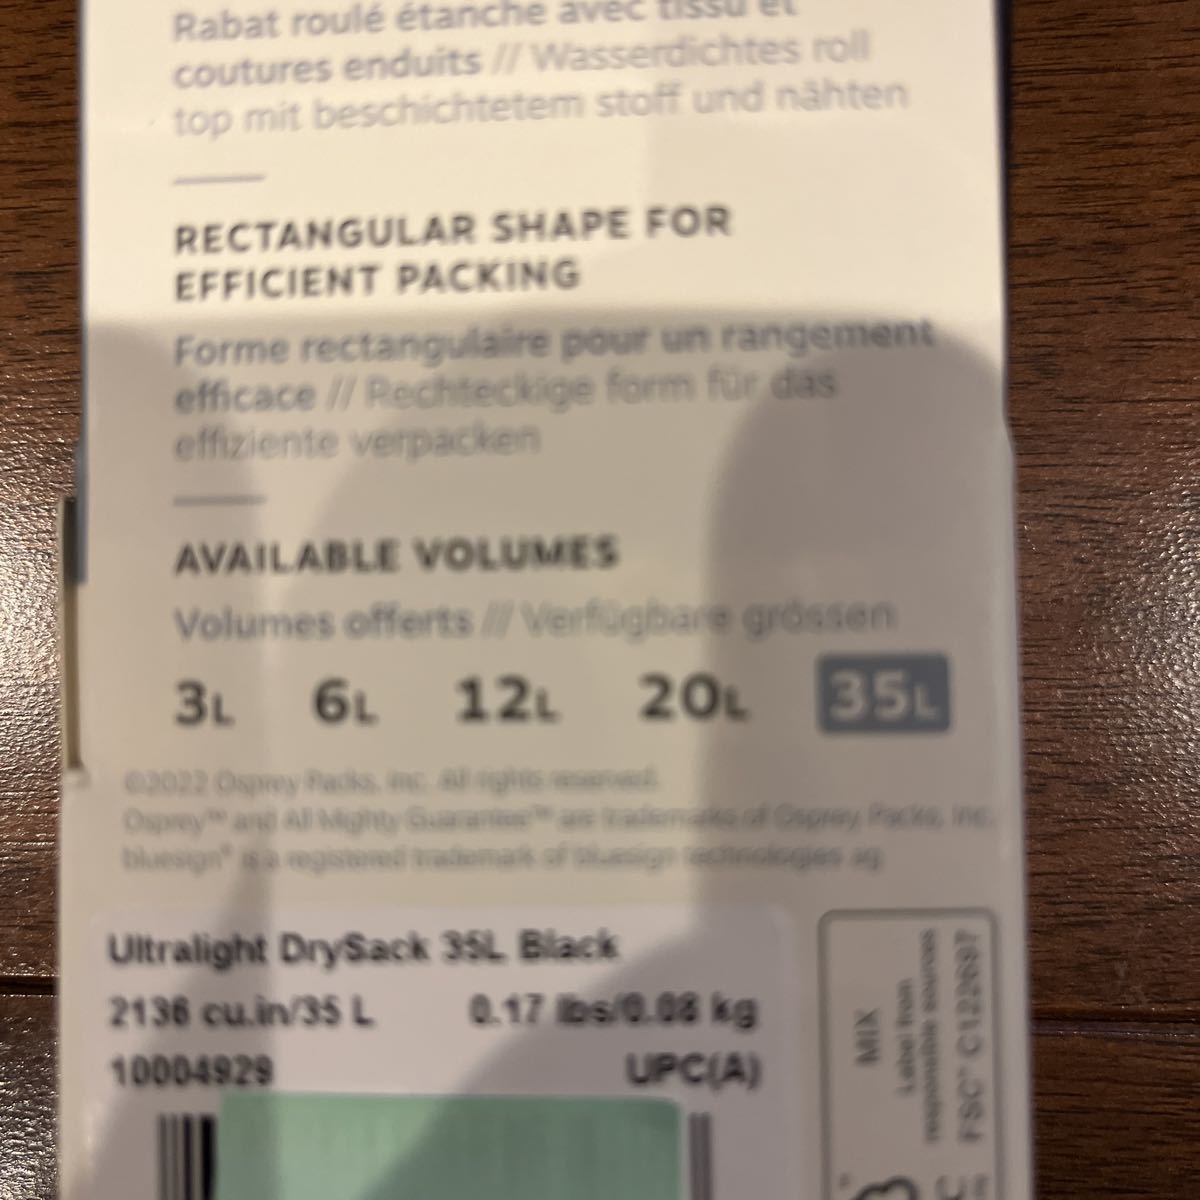 Rabat roulé étanche avec tissu et
coutures enduits // Wasserdichtes roll
top mit beschichtetem stoff und nähten
RECTANGULAR SHAPE FOR
EFFICIENT PACKING
Forme rectangulaire pour un rangement
efficace // Rechteckige form für das
effiziente verpacken
AVAILABLE VOLUMES
Volumes offerts // Verfügbare grössen
3L 6L 12L 20L 35L
©2022 Osprey Packs, Inc. All rights reserved.
Osprey™ and All Mighty Guarantee™ are trademarks of Osprey Packs, Inc.
bluesign® is a registered trademark of bluesign technologies ag
Ultralight DrySack 35L Black
2136 cu.in/35 L 0.17 lbs/0.08 kg
10004929 UPC(A)
MIX
Label from
responsible sources
FSC™ C122697